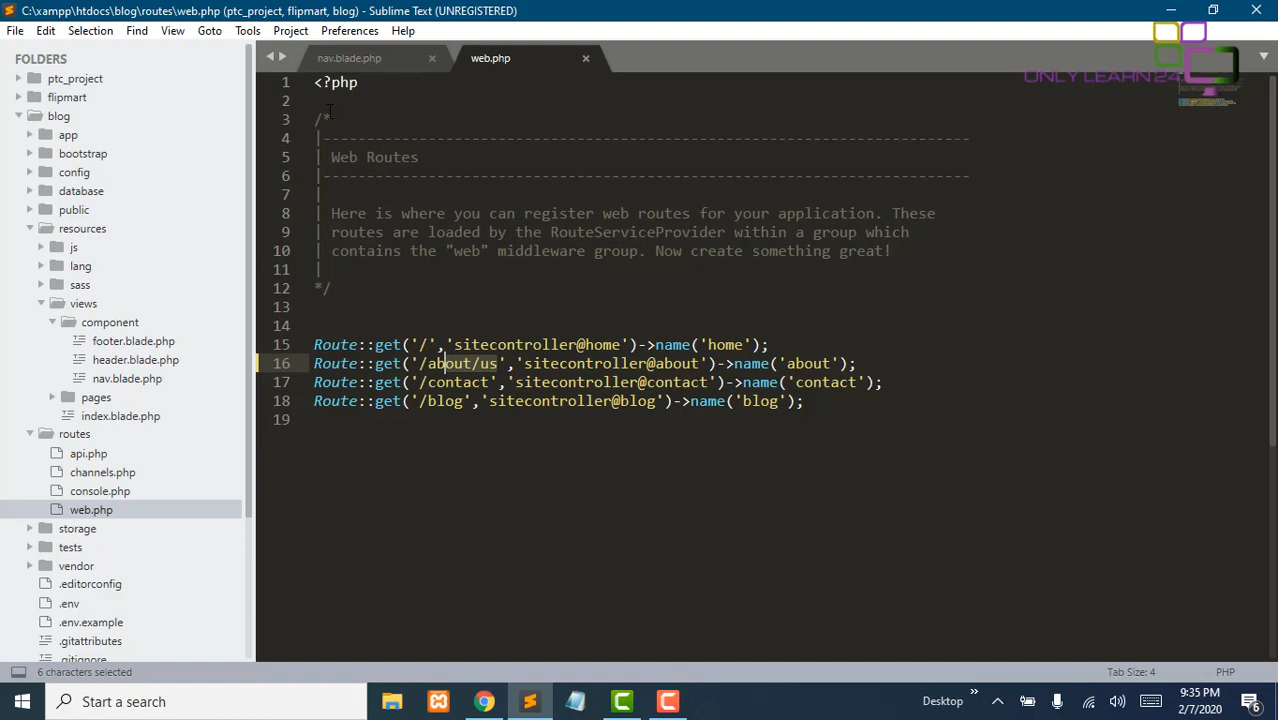 C:\xampp\htdocs\blog\routes\web.php (ptc_project, flipmart, blog) - Sublime Text (UNREGISTERED)
File Edit Selection Find View Goto Tools Project Preferences Help
FOLDERS
ptc_project
flipmart
blog
app
bootstrap
config
database
public
resources
js
lang
sass
views
component
footer.blade.php
header.blade.php
nav.blade.php
pages
index.blade.php
routes
api.php
channels.php
console.php
web.php
storage
tests
vendor
.editorconfig
.env
.env.example
.gitattributes
.gitignore
nav.blade.php web.php
ONLY LEARN 24
1 <?php
2
3 /*
4 |--------------------------------------------------------------------------
5 | Web Routes
6 |--------------------------------------------------------------------------
7 |
8 | Here is where you can register web routes for your application. These
9 | routes are loaded by the RouteServiceProvider within a group which
10 | contains the "web" middleware group. Now create something great!
11 |
12 */
13
14
15 Route::get('/','sitecontroller@home')->name('home');
16 Route::get('/about/us','sitecontroller@about')->name('about');
17 Route::get('/contact','sitecontroller@contact')->name('contact');
18 Route::get('/blog','sitecontroller@blog')->name('blog');
19
6 characters selected Tab Size: 4 PHP
Start a search Desktop 9:35 PM
2/7/2020 6